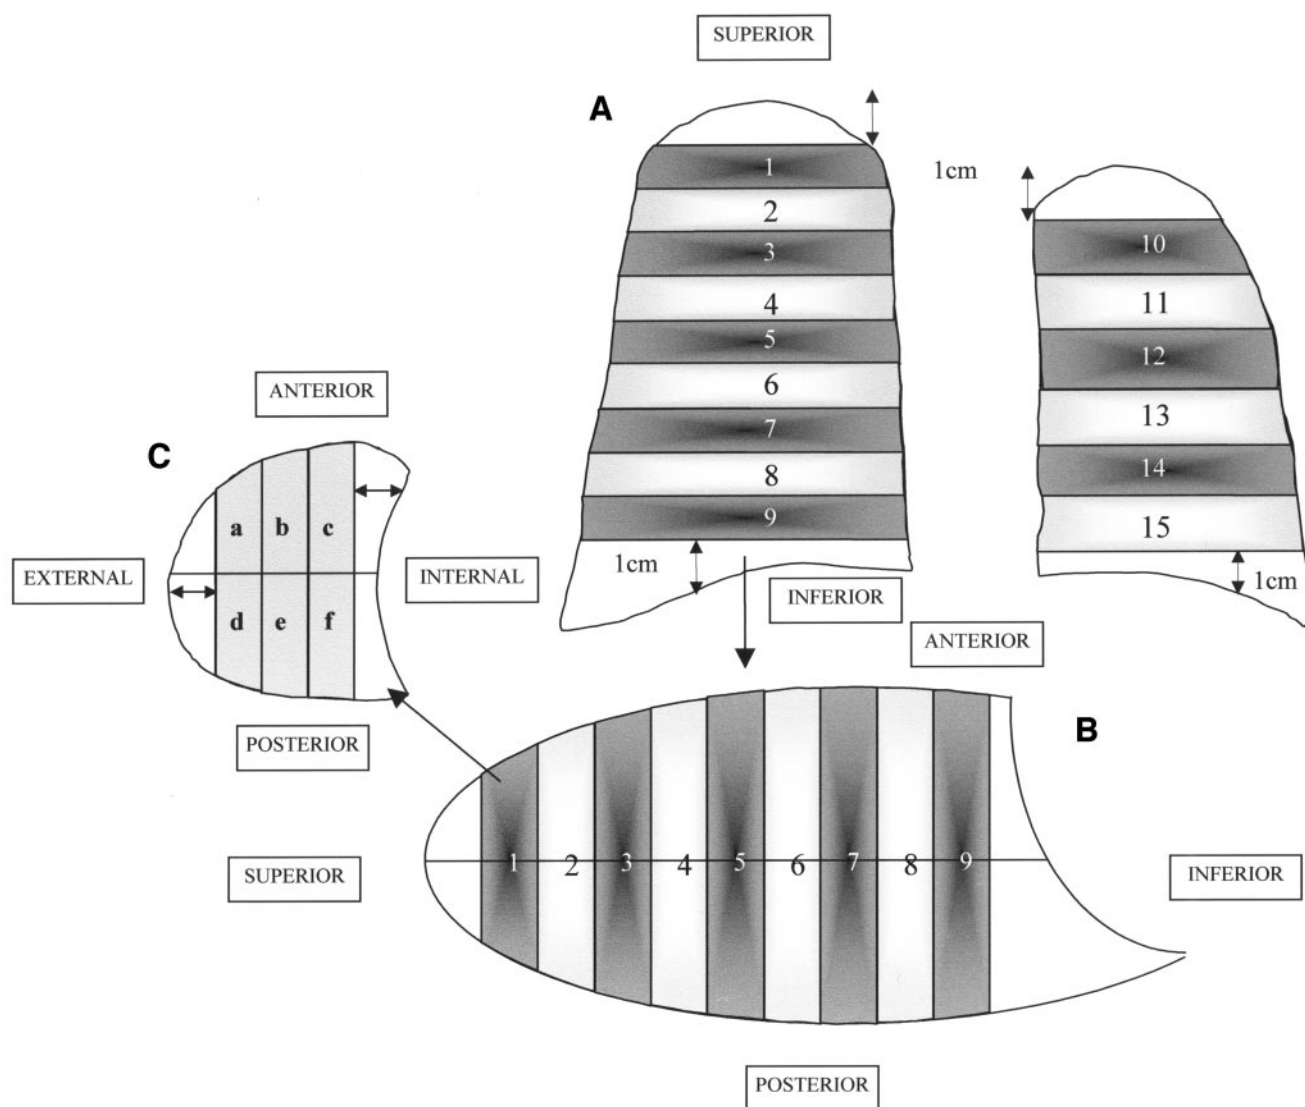 SUPERIOR
A
1
2
3
4
5
6
7
8
9
1cm
INFERIOR
1cm
10
11
12
13
14
15
1cm
ANTERIOR
C
a b c
EXTERNAL
INTERNAL
d e f
POSTERIOR
ANTERIOR
B
SUPERIOR
1 2 3 4 5 6 7 8 9
INFERIOR
POSTERIOR